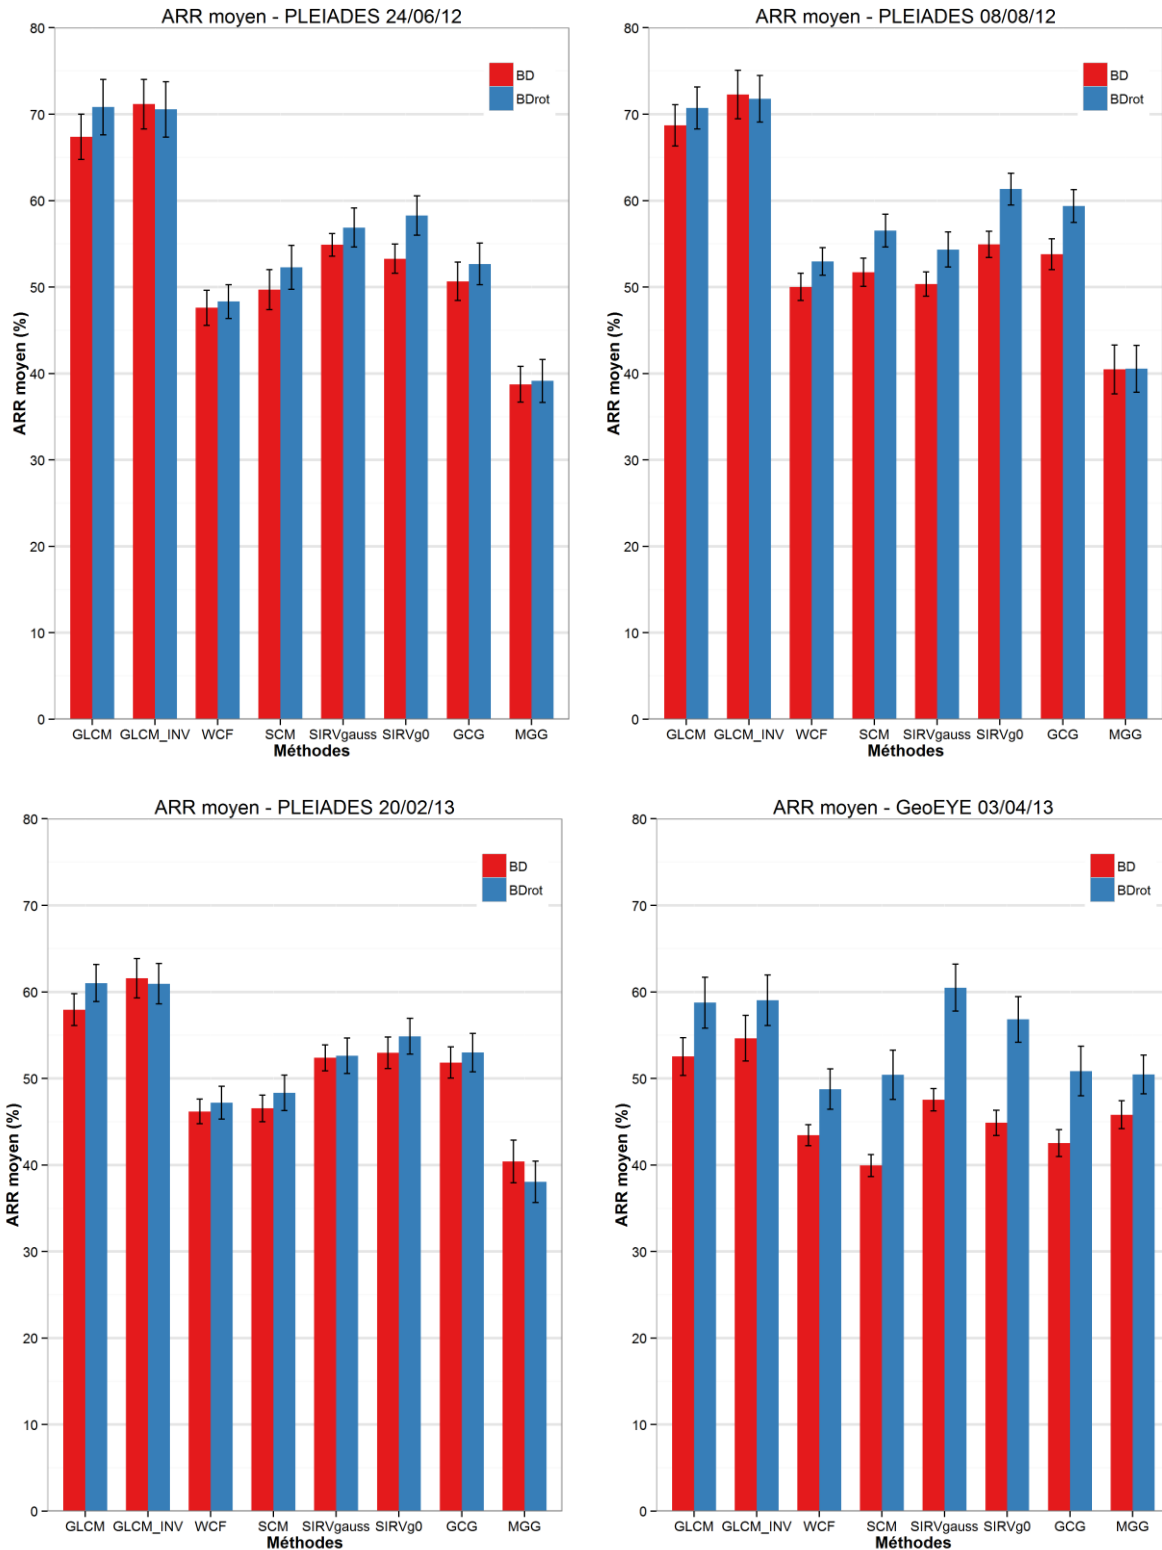 ARR moyen - PLEIADES 24/06/12
80
70
60
50
40
30
20
10
0
ARR moyen (%)
BD
BDrot
GLCM GLCM_INV WCF SCM SIRVgauss SIRVg0 GCG MGG
Méthodes
ARR moyen - PLEIADES 08/08/12
80
70
60
50
40
30
20
10
0
ARR moyen (%)
BD
BDrot
GLCM GLCM_INV WCF SCM SIRVgauss SIRVg0 GCG MGG
Méthodes
ARR moyen - PLEIADES 20/02/13
80
70
60
50
40
30
20
10
0
ARR moyen (%)
BD
BDrot
GLCM GLCM_INV WCF SCM SIRVgauss SIRVg0 GCG MGG
Méthodes
ARR moyen - GeoEYE 03/04/13
80
70
60
50
40
30
20
10
0
ARR moyen (%)
BD
BDrot
GLCM GLCM_INV WCF SCM SIRVgauss SIRVg0 GCG MGG
Méthodes